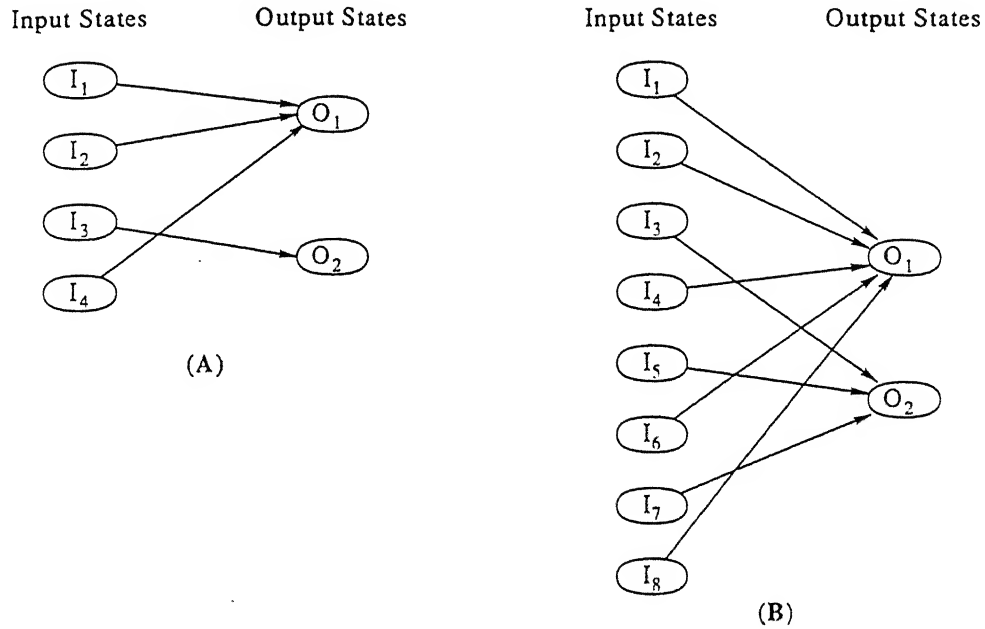 Input States
Output States
I1
I2
I3
I4
O1
O2
(A)
Input States
Output States
I1
I2
I3
I4
I5
I6
I7
I8
O1
O2
(B)